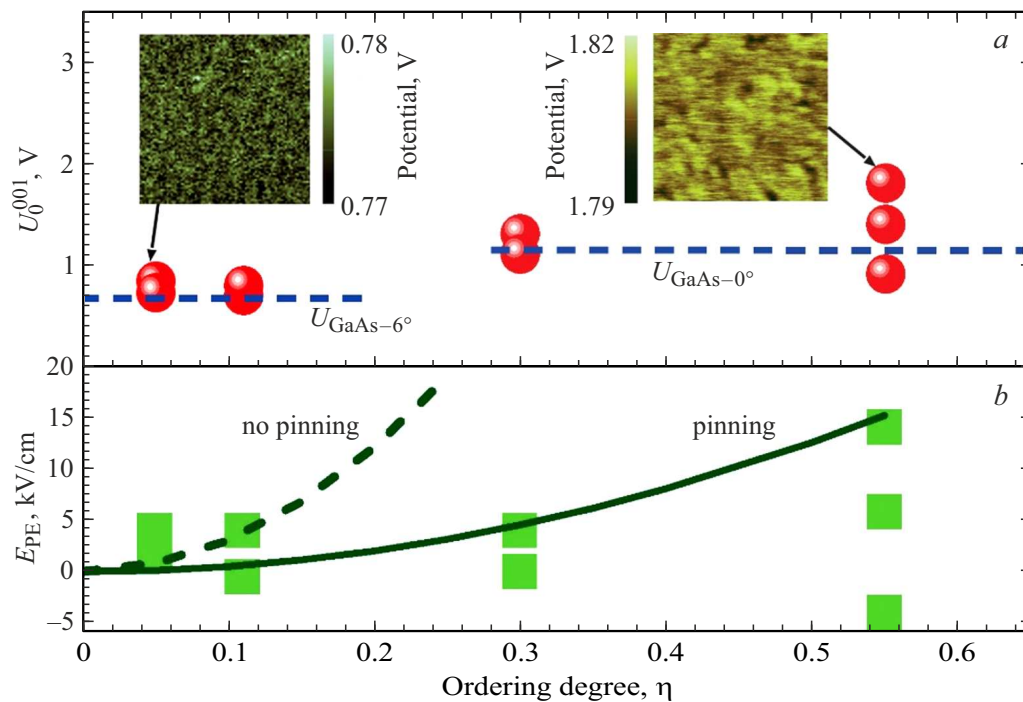 a
3
2
1
U₀⁰⁰¹, V
0.78
0.77
Potential, V
1.82
1.79
Potential, V
U_GaAs–0°
U_GaAs–6°
b
20
15
10
5
0
–5
E_PE, kV/cm
no pinning
pinning
0 0.1 0.2 0.3 0.4 0.5 0.6
Ordering degree, η